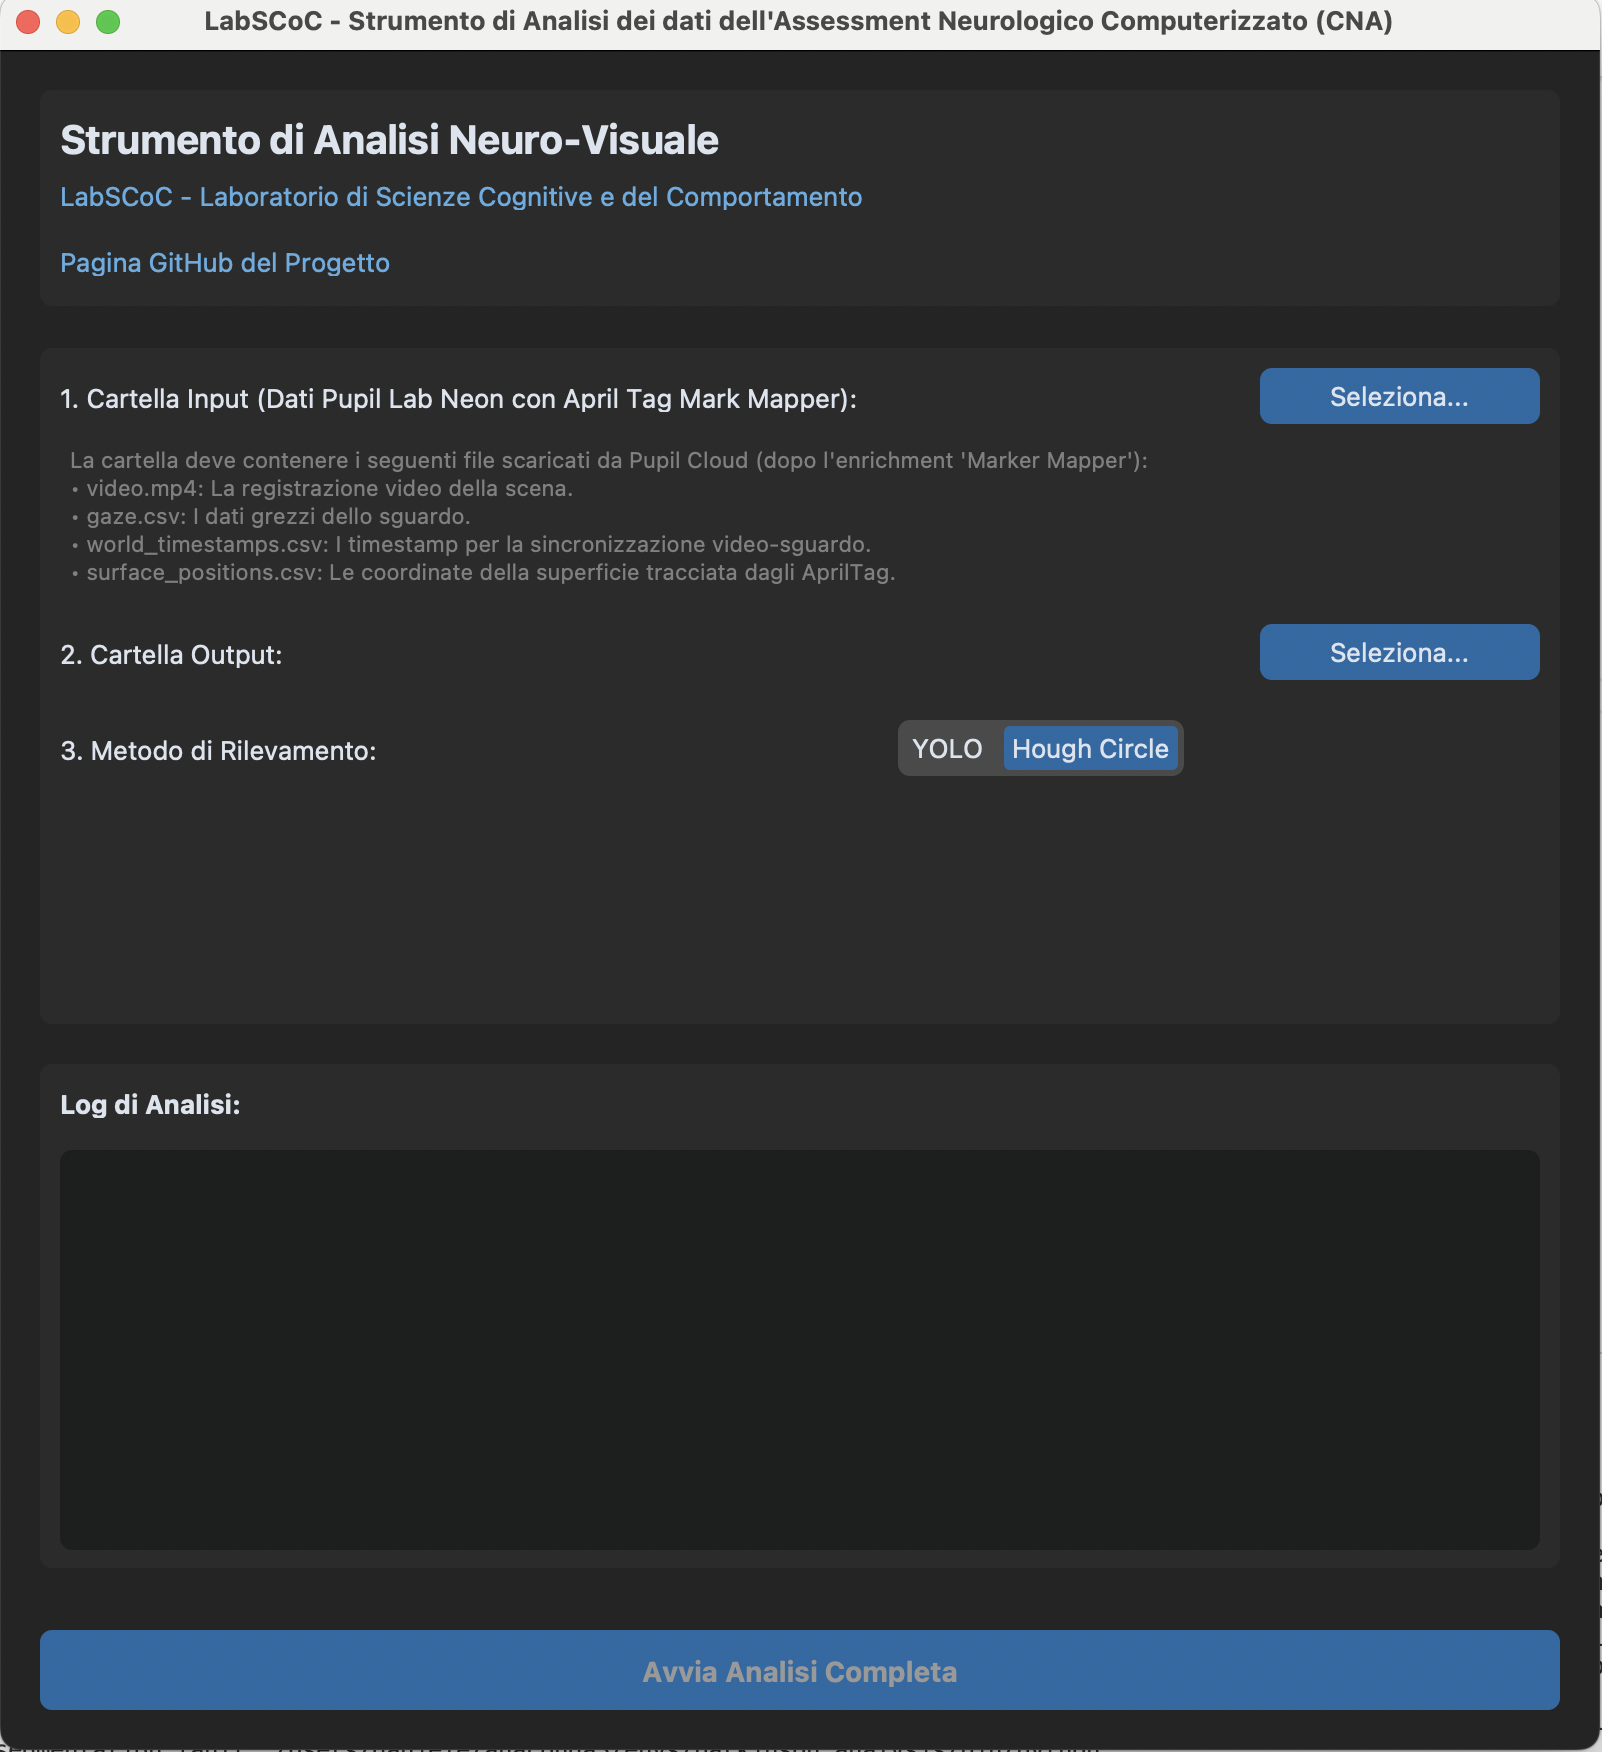 LabSCoC - Strumento di Analisi dei dati dell'Assessment Neurologico Computerizzato (CNA)
Strumento di Analisi Neuro-Visuale
LabSCoC - Laboratorio di Scienze Cognitive e del Comportamento
Pagina GitHub del Progetto
1. Cartella Input (Dati Pupil Lab Neon con April Tag Mark Mapper):
Seleziona...
La cartella deve contenere i seguenti file scaricati da Pupil Cloud (dopo l'enrichment 'Marker Mapper'):
• video.mp4: La registrazione video della scena.
• gaze.csv: I dati grezzi dello sguardo.
• world_timestamps.csv: I timestamp per la sincronizzazione video-sguardo.
• surface_positions.csv: Le coordinate della superficie tracciata dagli AprilTag.
2. Cartella Output:
Seleziona...
3. Metodo di Rilevamento:
YOLO
Hough Circle
Log di Analisi:
Avvia Analisi Completa